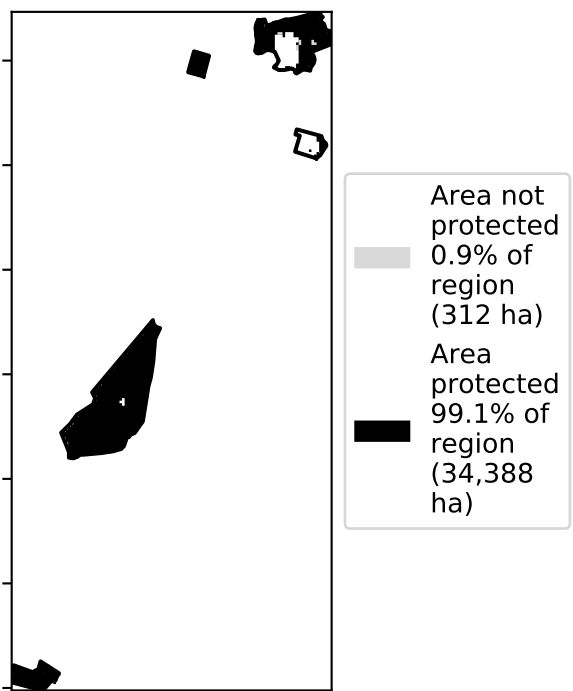 Area not
protected
0.9% of
region
(312 ha)
Area
protected
99.1% of
region
(34,388
ha)